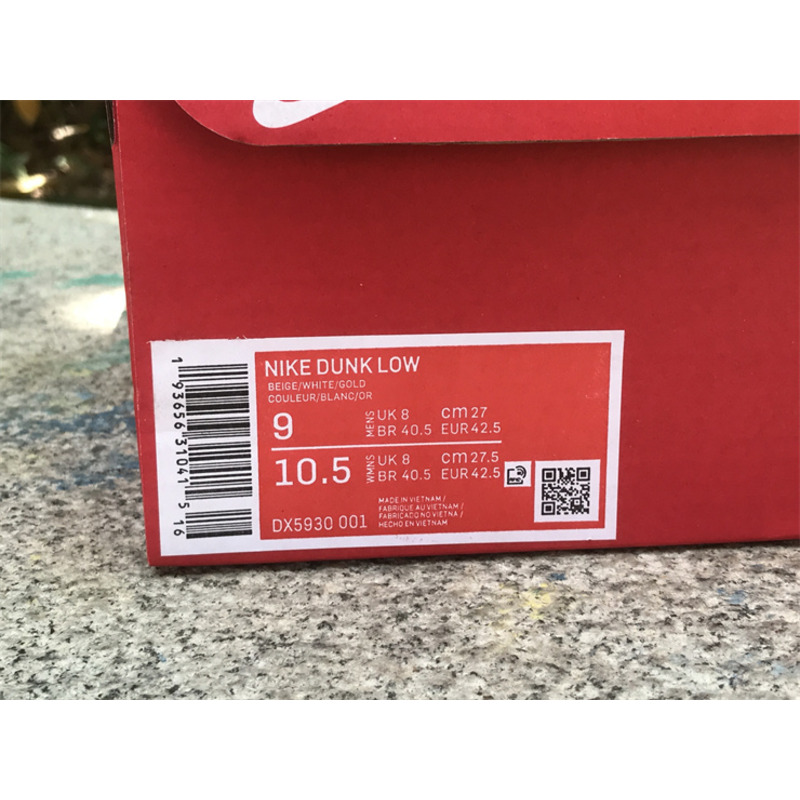 NIKE DUNK LOW
BEIGE/WHITE/GOLD
COULEUR/BLANC/OR
9 MENS UK 8 cm 27
BR 40.5 EUR 42.5
10.5 WMNS UK 8 cm 27.5
BR 40.5 EUR 42.5
MADE IN VIETNAM /
FABRIQUE AU VIETNAM /
FABRICADO NO VIETNA /
HECHO EN VIETNAM
DX5930 001
1 93656 31041 5 16